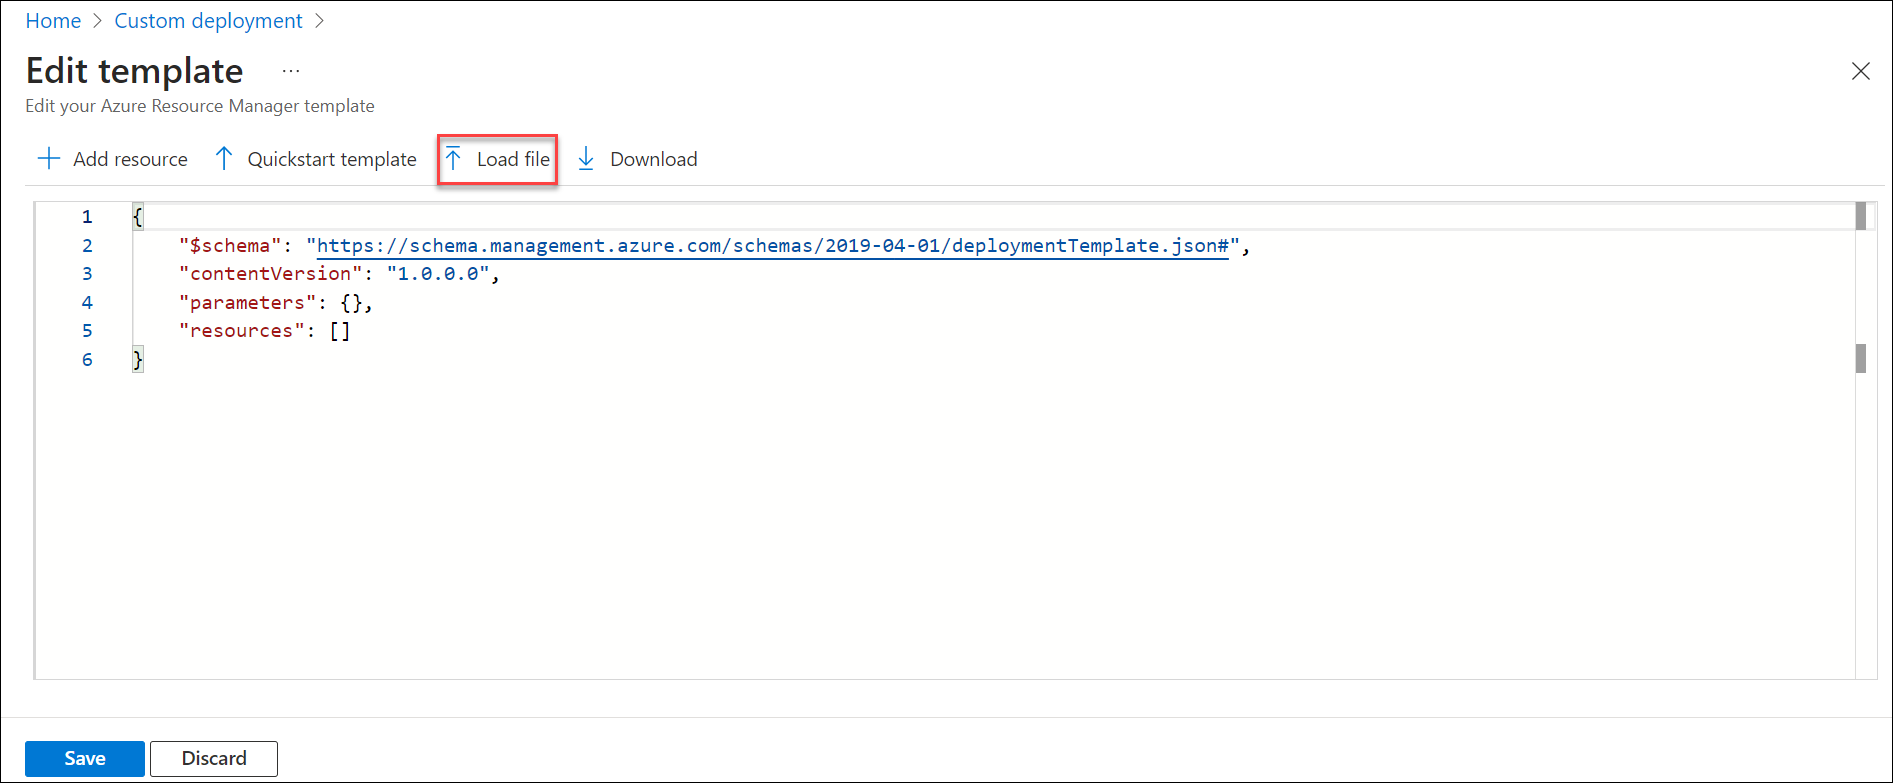 Home > Custom deployment >
Edit template ...
Edit your Azure Resource Manager template
Add resource Quickstart template Load file Download
1 {
2 "$schema": "https://schema.management.azure.com/schemas/2019-04-01/deploymentTemplate.json#",
3 "contentVersion": "1.0.0.0",
4 "parameters": {},
5 "resources": []
6 }
Save Discard